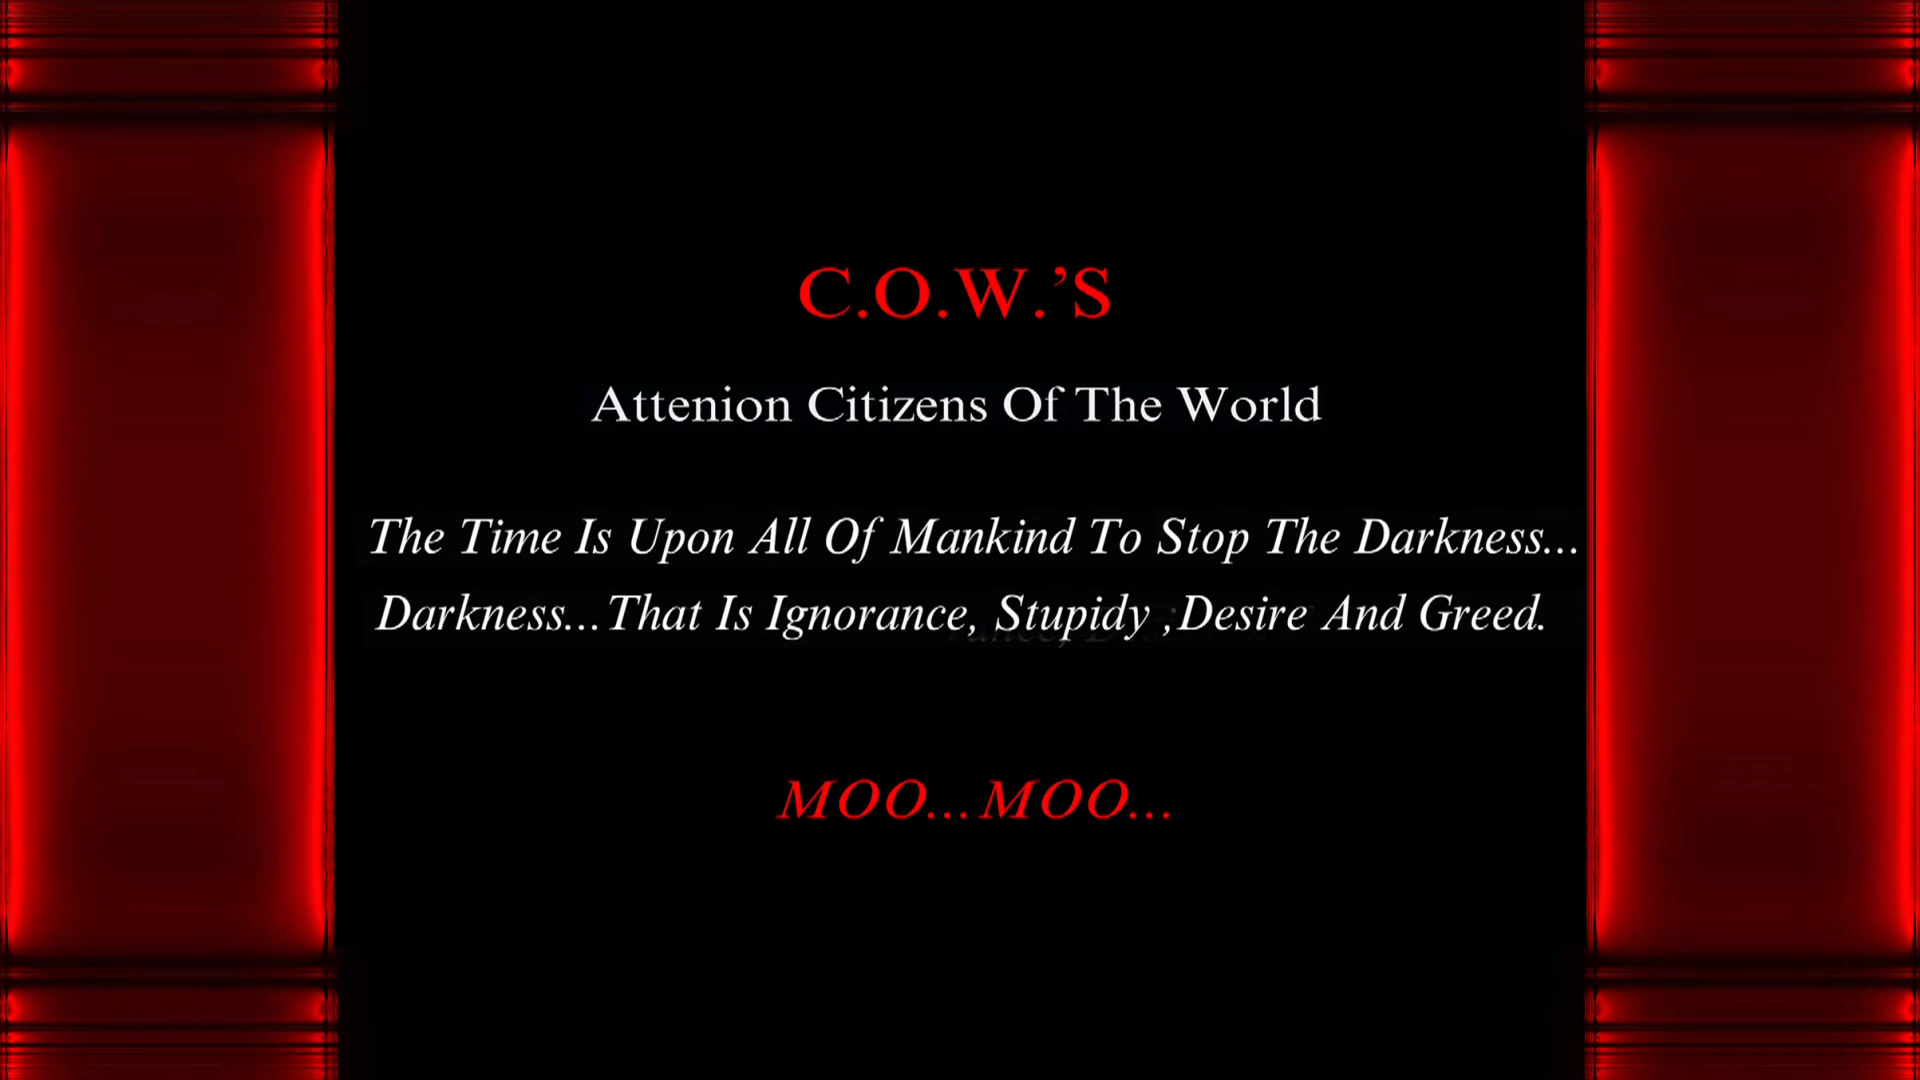 C.O.W.’S
Attenion Citizens Of The World
The Time Is Upon All Of Mankind To Stop The Darkness...
Darkness...That Is Ignorance, Stupidy ;Desire And Greed.
MOO...MOO...